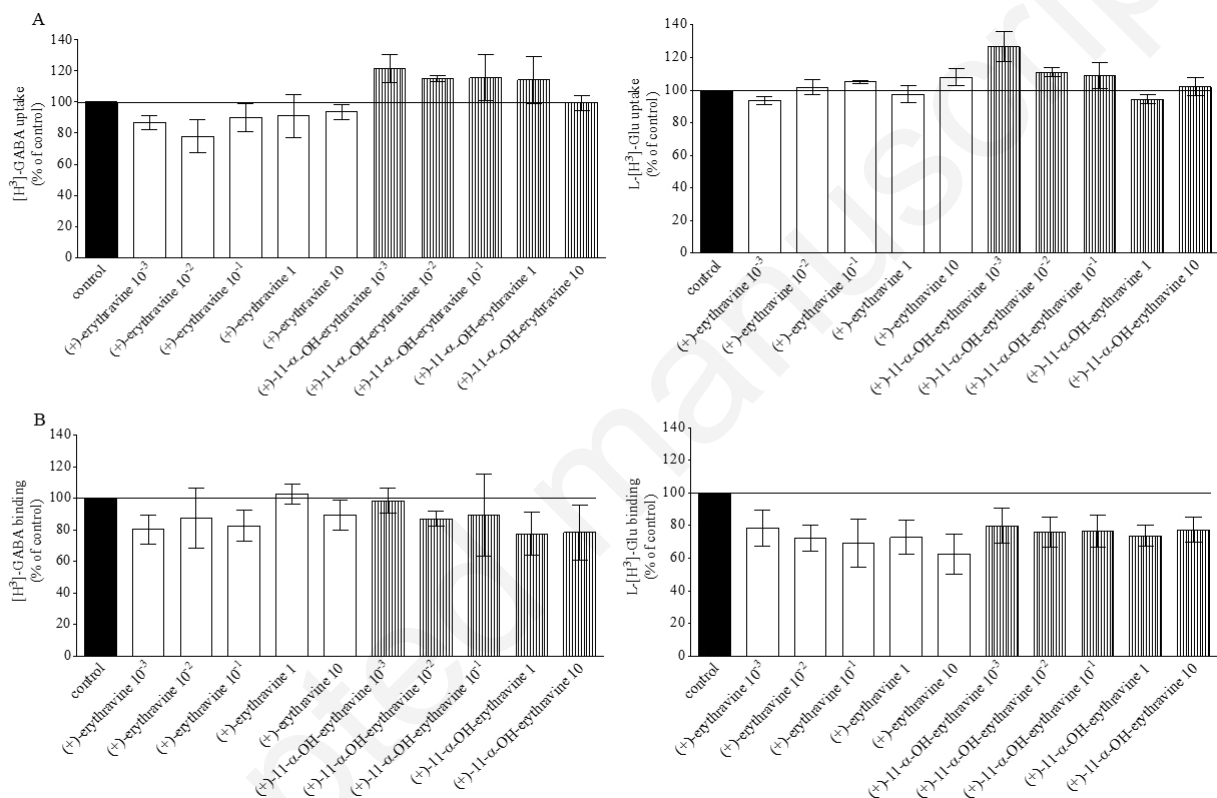 A
[H³]-GABA uptake
(% of control)
140
120
100
80
60
40
20
0
control
(+)-erythravine 10⁻³
(+)-erythravine 10⁻²
(+)-erythravine 10⁻¹
(+)-erythravine 1
(+)-erythravine 10
(+)-11-α_OH-erythravine 10⁻³
(+)-11-α_OH-erythravine 10⁻²
(+)-11-α_OH-erythravine 10⁻¹
(+)-11-α_OH-erythravine 1
(+)-11-α_OH-erythravine 10
L-[H³]-Glu uptake
(% of control)
140
120
100
80
60
40
20
0
control
(+)-erythravine 10⁻³
(+)-erythravine 10⁻²
(+)-erythravine 10⁻¹
(+)-erythravine 1
(+)-erythravine 10
(+)-11-α-OH-erythravine 10⁻³
(+)-11-α-OH-erythravine 10⁻²
(+)-11-α-OH-erythravine 10⁻¹
(+)-11-α-OH-erythravine 1
(+)-11-α-OH-erythravine 10
B
[H³]-GABA binding
(% of control)
140
120
100
80
60
40
20
0
control
(+)-erythravine 10⁻³
(+)-erythravine 10⁻²
(+)-erythravine 10⁻¹
(+)-erythravine 1
(+)-erythravine 10
(+)-11-α-OH-erythravine 10⁻³
(+)-11-α-OH-erythravine 10⁻²
(+)-11-α-OH-erythravine 10⁻¹
(+)-11-α-OH-erythravine 1
(+)-11-α-OH-erythravine 10
L-[H³]-Glu binding
(% of control)
140
120
100
80
60
40
20
0
control
(+)-erythravine 10⁻³
(+)-erythravine 10⁻²
(+)-erythravine 10⁻¹
(+)-erythravine 1
(+)-erythravine 10
(+)-11-α-OH-erythravine 10⁻³
(+)-11-α-OH-erythravine 10⁻²
(+)-11-α-OH-erythravine 10⁻¹
(+)-11-α-OH-erythravine 1
(+)-11-α-OH-erythravine 10
pted manuscrip